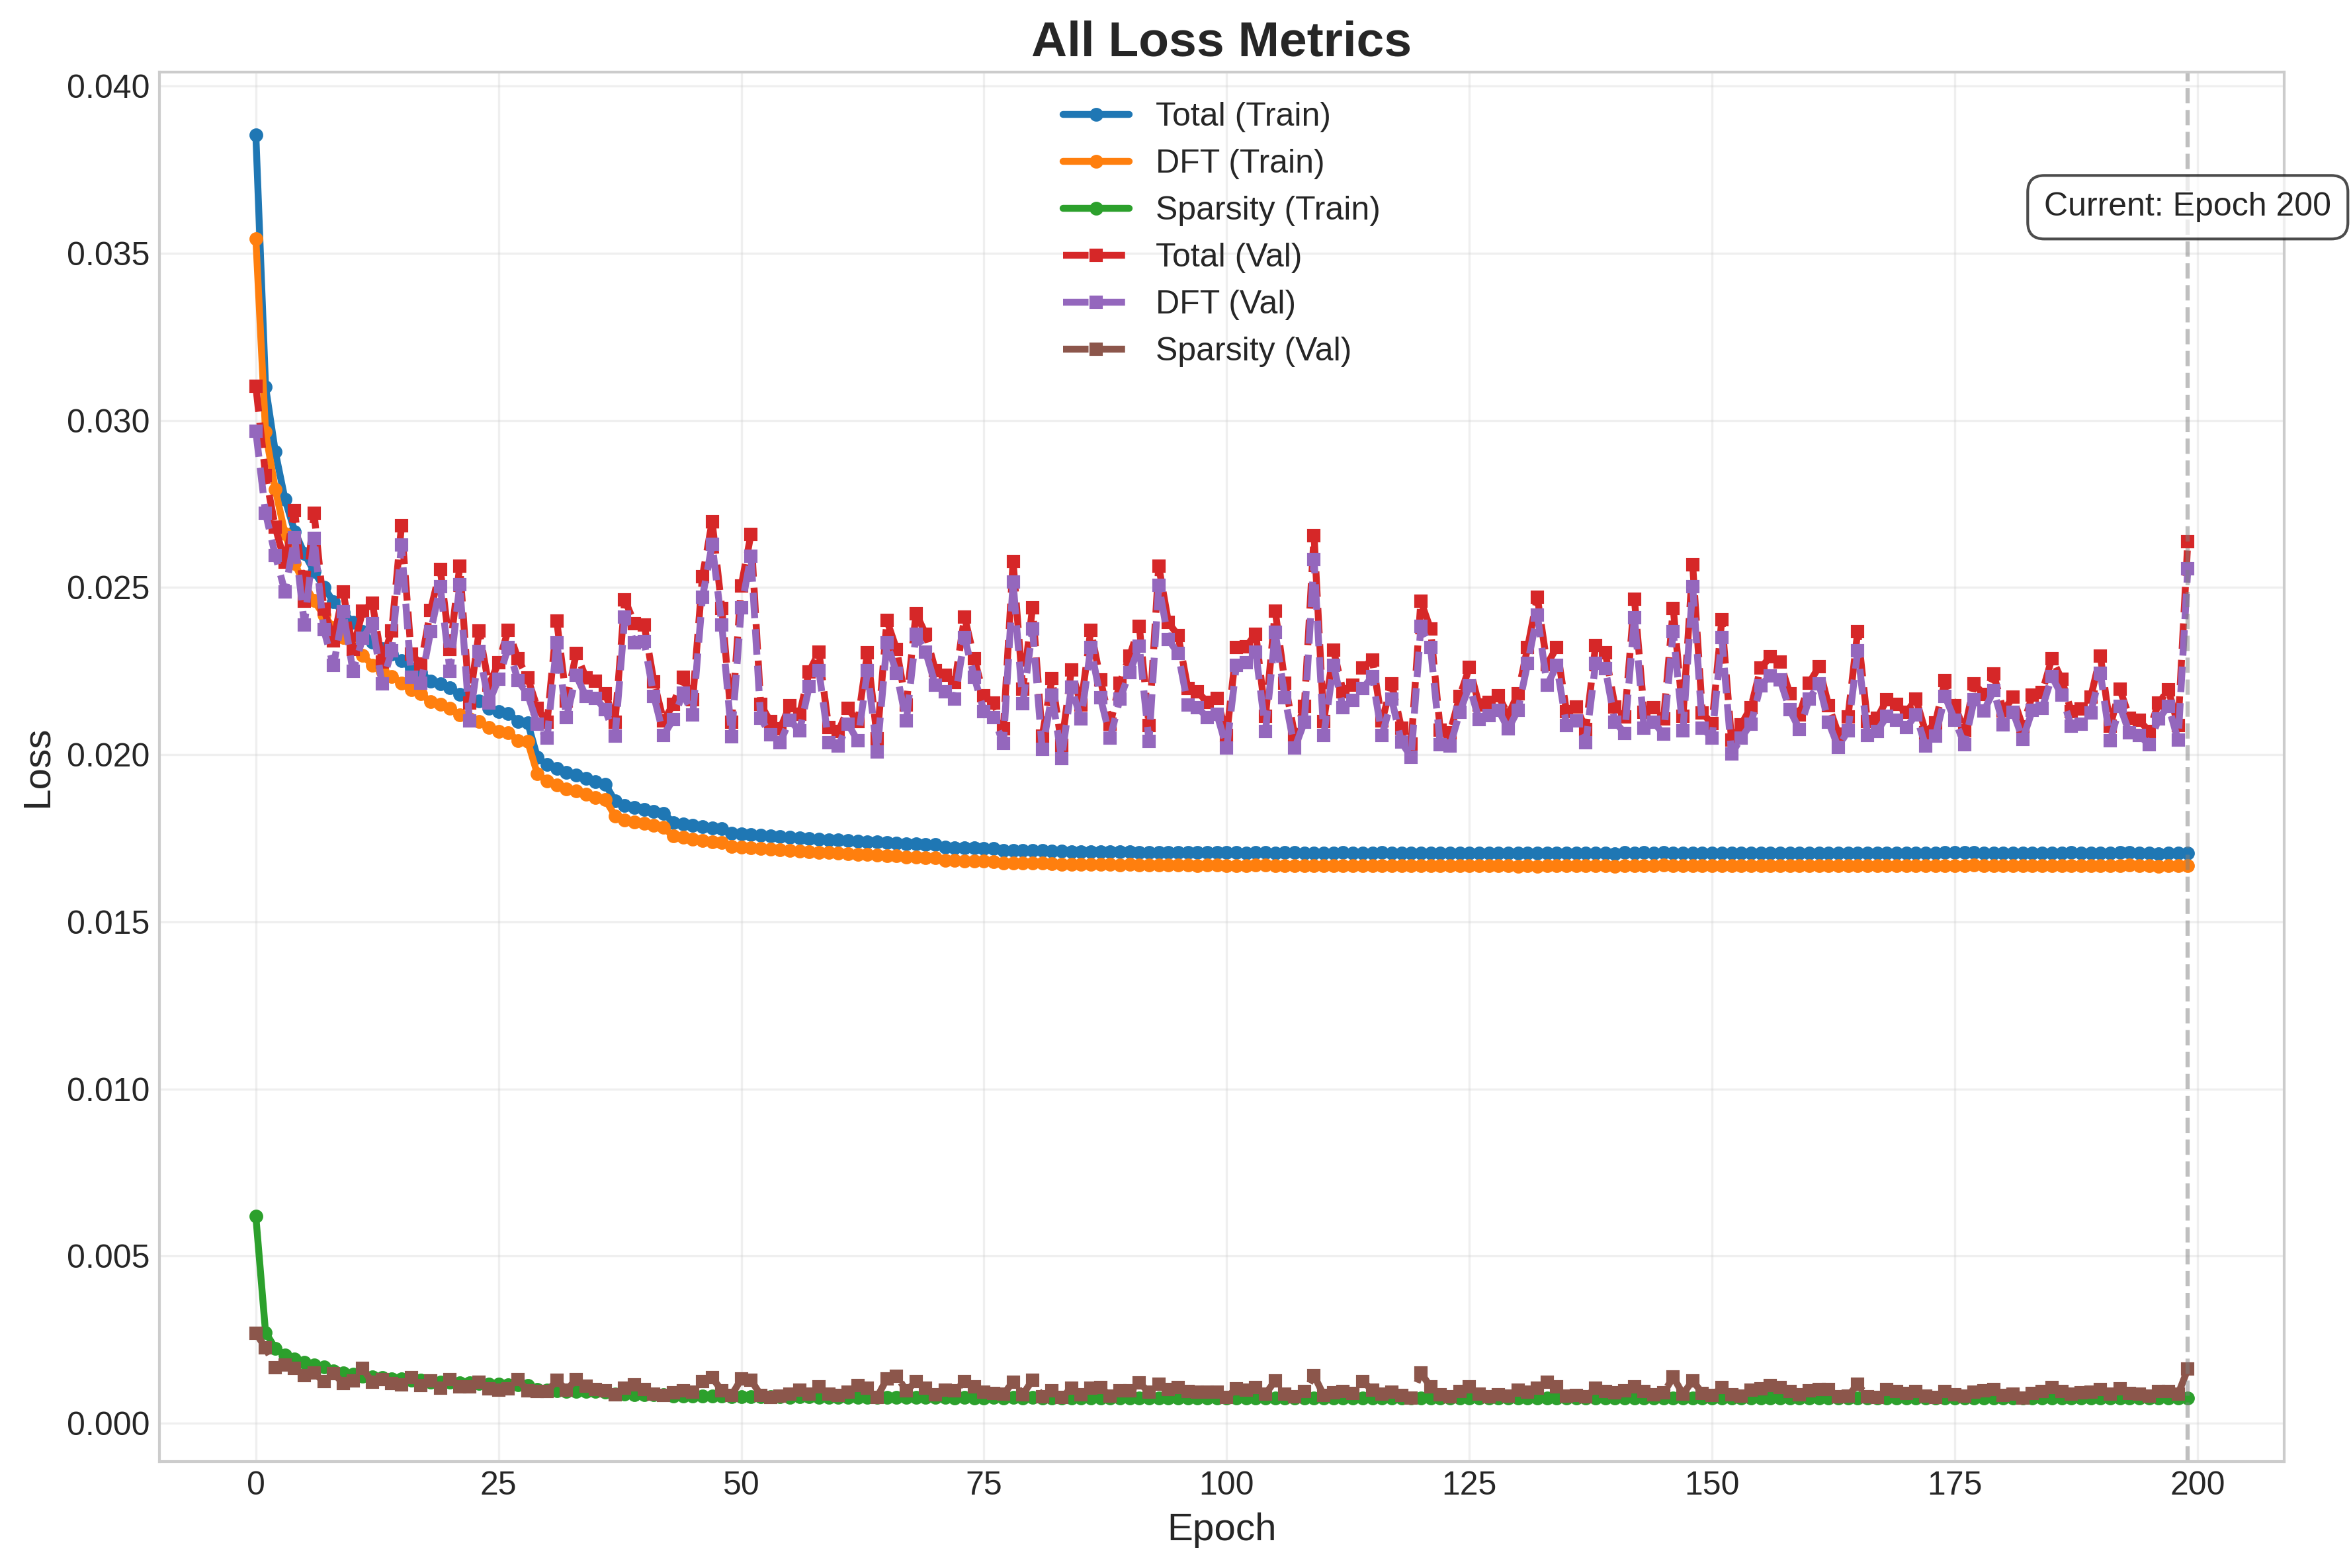 All Loss Metrics
0.040
0.035
0.030
0.025
0.020
0.015
0.010
0.005
0.000
Loss
Total (Train)
DFT (Train)
Sparsity (Train)
Total (Val)
DFT (Val)
Sparsity (Val)
Current: Epoch 200
0 25 50 75 100 125 150 175 200
Epoch